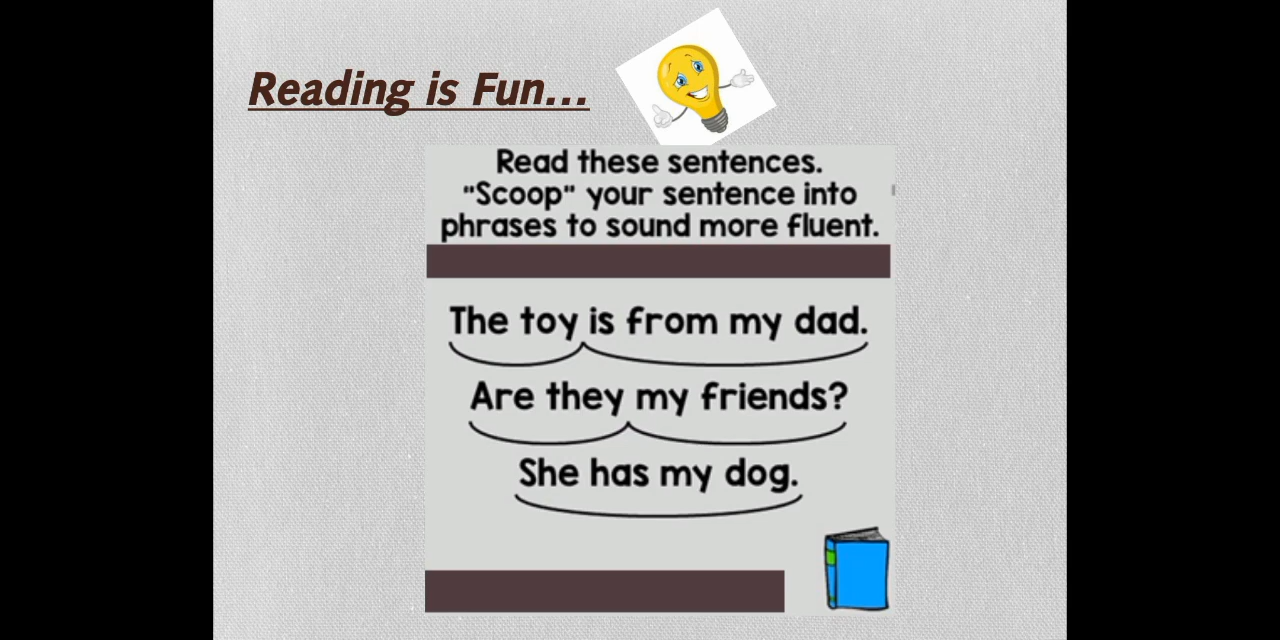 Reading is Fun...
Read these sentences.
"Scoop" your sentence into
phrases to sound more fluent.
The toy is from my dad.
Are they my friends?
She has my dog.